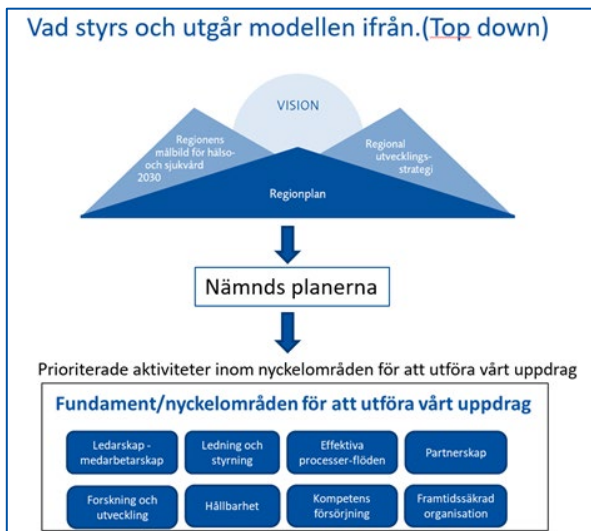 Vad styrs och utgår modellen ifrån.(Top down)
VISION
Regionens
målbild för hälso-
och sjukvård
2030
Regional
utvecklings-
strategi
Regionplan
Nämnds planerna
Prioriterade aktiviteter inom nyckelområden för att utföra vårt uppdrag
Fundament/nyckelområden för att utföra vårt uppdrag
Ledarskap -
medarbetarskap
Ledning och
styrning
Effektiva
processer-flöden
Partnerskap
Forskning och
utveckling
Hållbarhet
Kompetens
försörjning
Framtidssäkrad
organisation